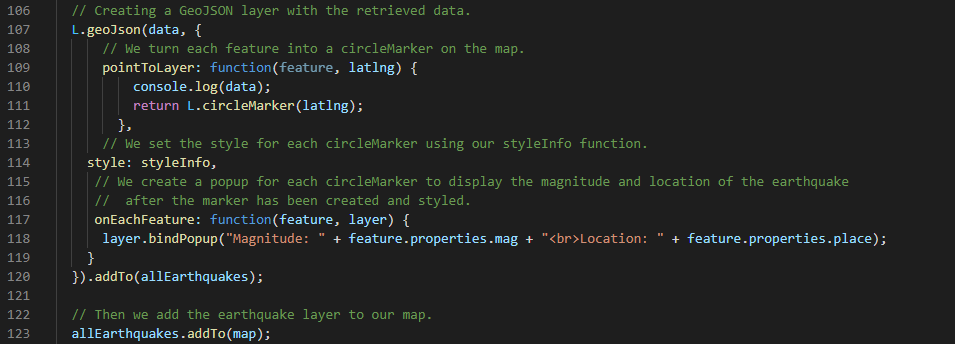 106 // Creating a GeoJSON layer with the retrieved data.
107 L.geoJson(data, {
108 // We turn each feature into a circleMarker on the map.
109 pointToLayer: function(feature, latlng) {
110 console.log(data);
111 return L.circleMarker(latlng);
112 },
113 // We set the style for each circleMarker using our styleInfo function.
114 style: styleInfo,
115 // We create a popup for each circleMarker to display the magnitude and location of the earthquake
116 //  after the marker has been created and styled.
117 onEachFeature: function(feature, layer) {
118 layer.bindPopup("Magnitude: " + feature.properties.mag + "<br>Location: " + feature.properties.place);
119 }
120 }).addTo(allEarthquakes);
121
122 // Then we add the earthquake layer to our map.
123 allEarthquakes.addTo(map);